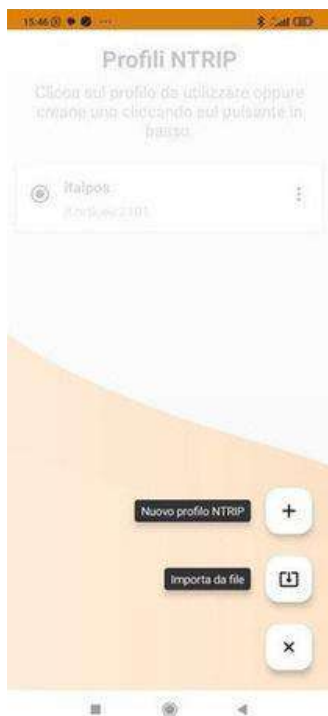 15:46
Profili NTRIP
Clicca sul profilo da utilizzare oppure
creane uno cliccando sul pulsante in
basso.
italpos
Nuovo profilo NTRIP
Importa da file